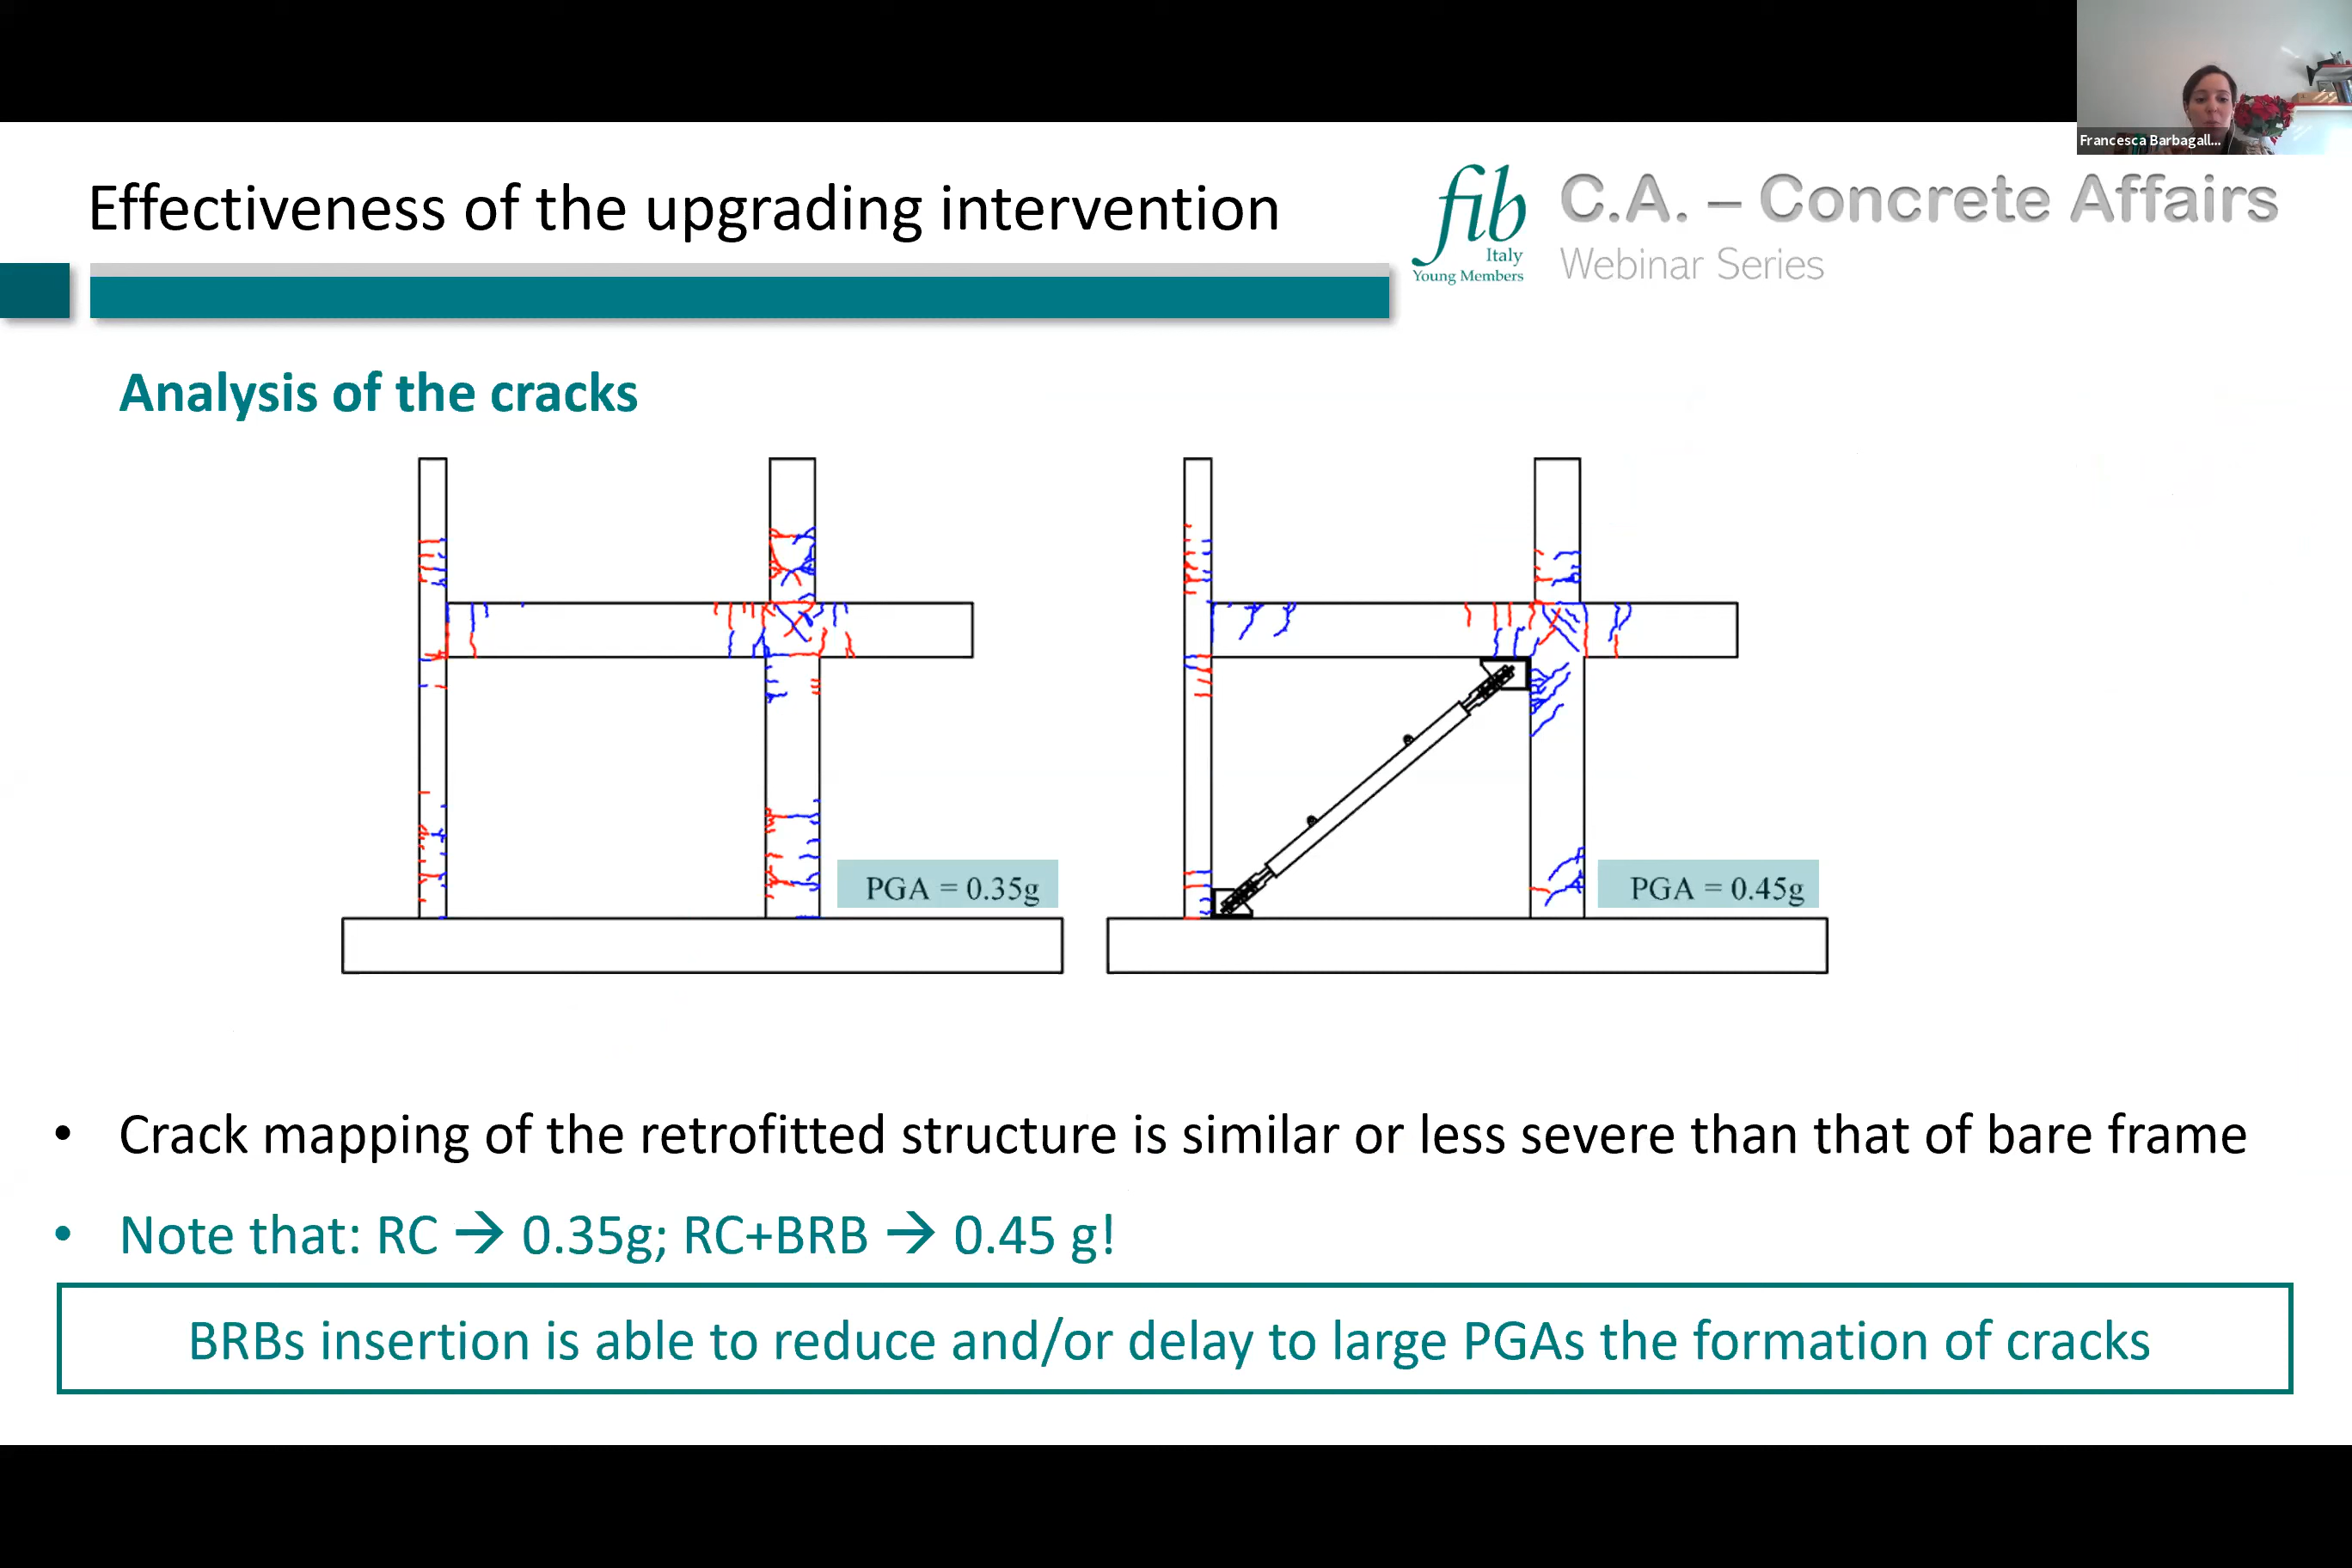 Francesca Barbagall...
Effectiveness of the upgrading intervention
fib
Italy
Young Members
C.A. – Concrete Affairs
Webinar Series
Analysis of the cracks
PGA = 0.35g
PGA = 0.45g
• Crack mapping of the retrofitted structure is similar or less severe than that of bare frame
• Note that: RC → 0.35g; RC+BRB → 0.45 g!
BRBs insertion is able to reduce and/or delay to large PGAs the formation of cracks